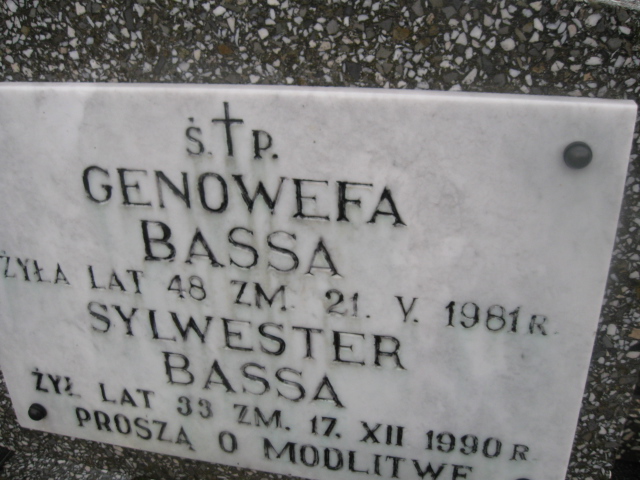 Ś.†P.
GENOWEFA
BASSA
ŻYŁA LAT 48 ZM. 21. V. 1981 R.
SYLWESTER
BASSA
ŻYŁ LAT 33 ZM. 17. XII 1990 R.
PROSZĄ O MODLITWĘ